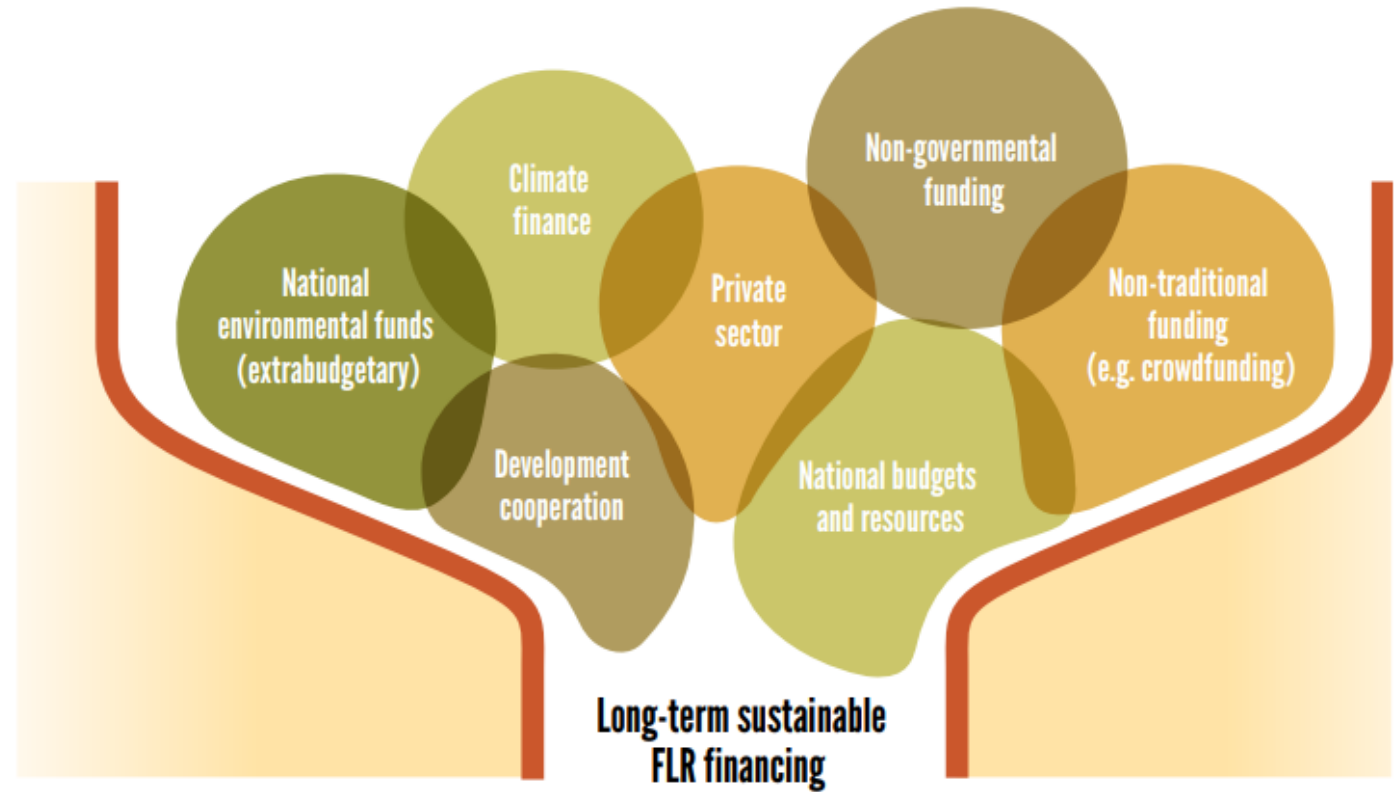 Non-governmental
funding
Climate
finance
National
environmental funds
(extrabudgetary)
Private
sector
Non-traditional
funding
(e.g. crowdfunding)
Development
cooperation
National budgets
and resources
Long-term sustainable
FLR financing